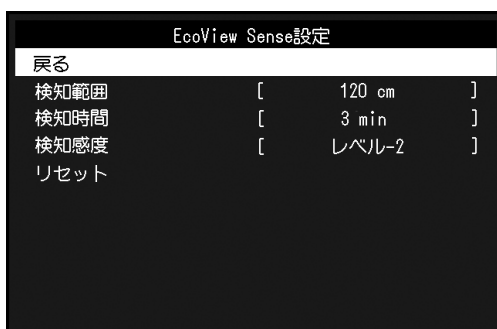 EcoView Sense設定
戻る
検知範囲 [ 120 cm ]
検知時間 [ 3 min ]
検知感度 [ レベル-2 ]
リセット